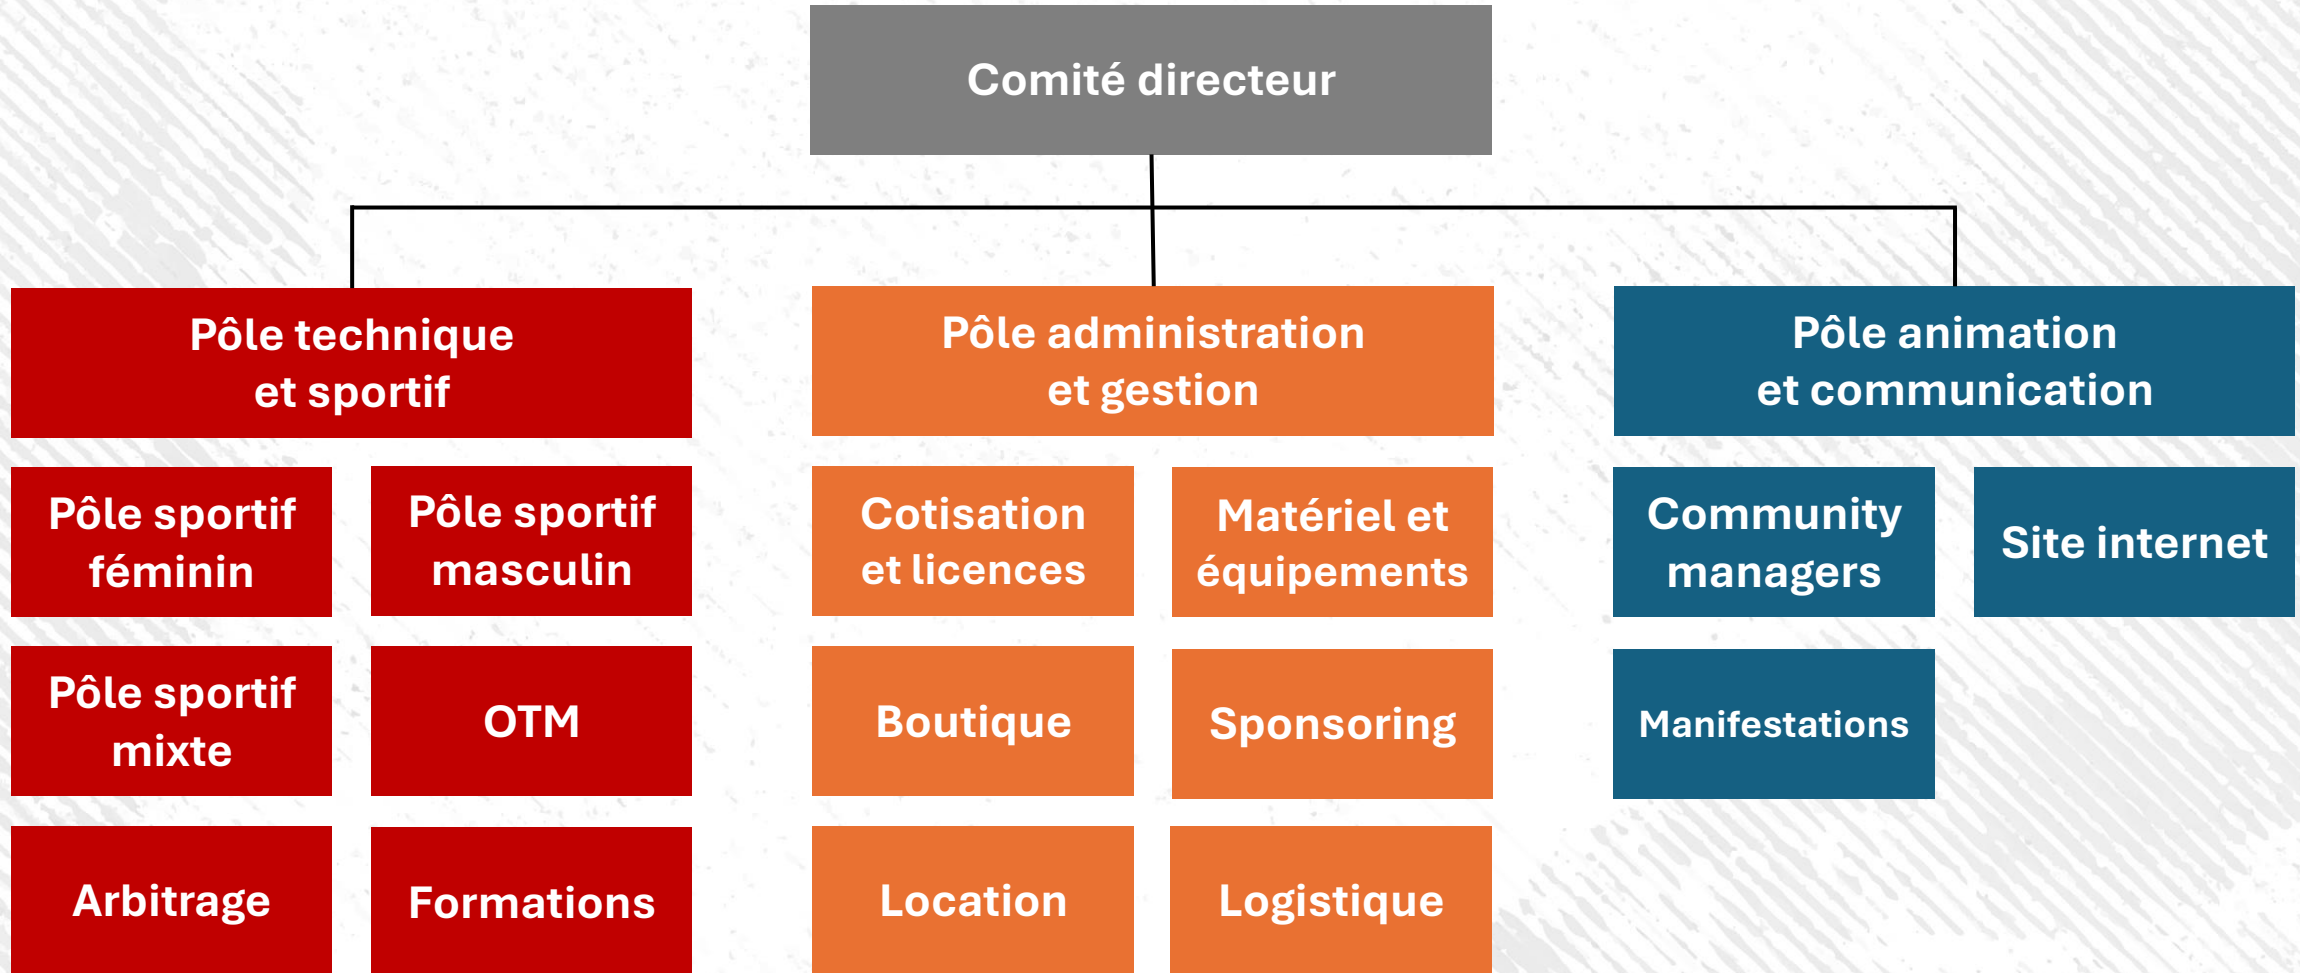 Comité directeur
Pôle technique
et sportif
Pôle administration
et gestion
Pôle animation
et communication
Pôle sportif
féminin
Pôle sportif
masculin
Cotisation
et licences
Matériel et
équipements
Community
managers
Site internet
Pôle sportif
mixte
OTM
Boutique
Sponsoring
Manifestations
Arbitrage
Formations
Location
Logistique